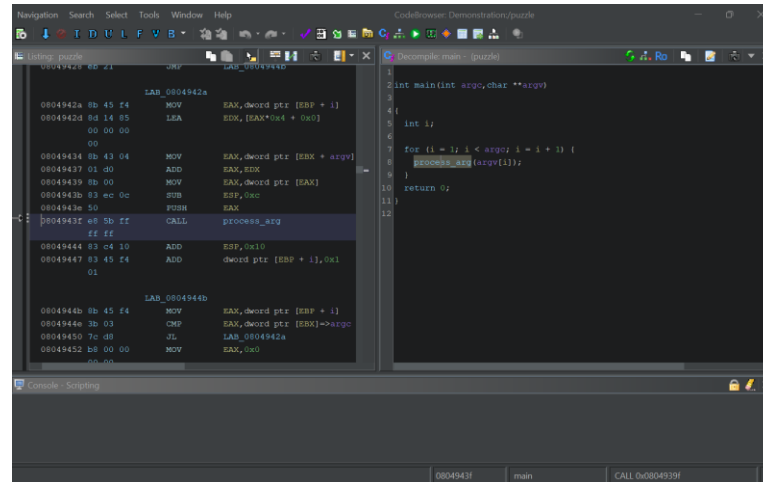 Navigation Search Select Tools Window Help
CodeBrowser: Demonstration:/puzzle
I D U L F V B
Listing: puzzle
08049428 eb 21 JMP LAB_0804944b
LAB_0804942a
0804942a 8b 45 f4 MOV EAX,dword ptr [EBP + i]
0804942d 8d 14 85 LEA EDX,[EAX*0x4 + 0x0]
00 00 00
00
08049434 8b 43 04 MOV EAX,dword ptr [EBX + argv]
08049437 01 d0 ADD EAX,EDX
08049439 8b 00 MOV EAX,dword ptr [EAX]
0804943b 83 ec 0c SUB ESP,0xc
0804943e 50 PUSH EAX
0804943f e8 5b ff CALL process_arg
ff ff
08049444 83 c4 10 ADD ESP,0x10
08049447 83 45 f4 ADD dword ptr [EBP + i],0x1
01
LAB_0804944b
0804944b 8b 45 f4 MOV EAX,dword ptr [EBP + i]
0804944e 3b 03 CMP EAX,dword ptr [EBX]=>argc
08049450 7c d8 JL LAB_0804942a
08049452 b8 00 00 MOV EAX,0x0
00 00
Decompile: main - (puzzle)
Ro
1
2 int main(int argc,char **argv)
3
4 {
5 int i;
6
7 for (i = 1; i < argc; i = i + 1) {
8 process_arg(argv[i]);
9 }
10 return 0;
11 }
12
Console - Scripting
0804943f main CALL 0x0804939f